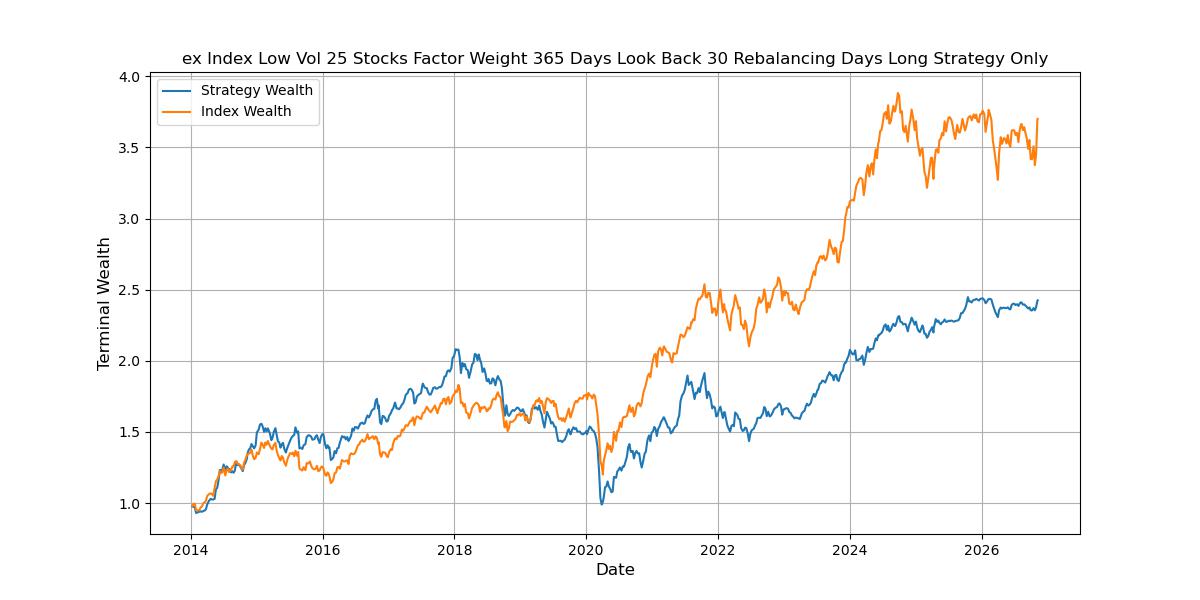 ex Index Low Vol 25 Stocks Factor Weight 365 Days Look Back 30 Rebalancing Days Long Strategy Only
Strategy Wealth
Index Wealth
Terminal Wealth
4.0
3.5
3.0
2.5
2.0
1.5
1.0
2014
2016
2018
2020
2022
2024
2026
Date